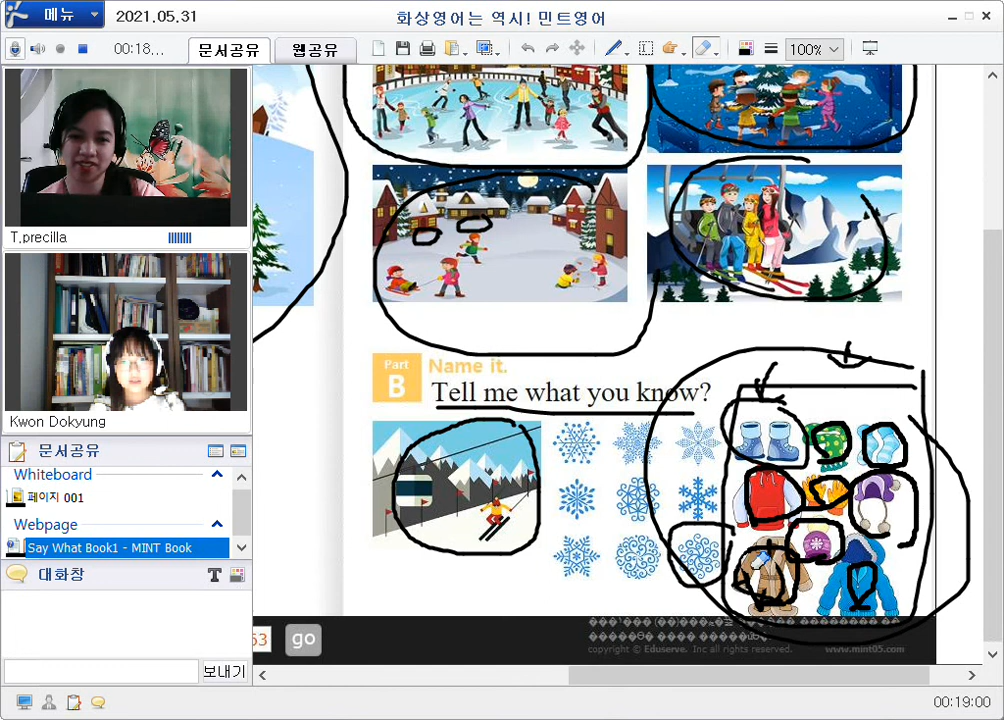 메뉴
2021.05.31
화상영어는 역시! 민트영어
00:18...
문서공유
웹공유
100%
T.precilla
Kwon Dokyung
Part
B
Name it.
Tell me what you know?
문서공유
Whiteboard
페이지 001
Webpage
Say What Book1 - MINT Book
대화창
T
보내기
53
go
copyright © Eduserve. Inc all rights reserved.
www.mint05.com
00:19:00